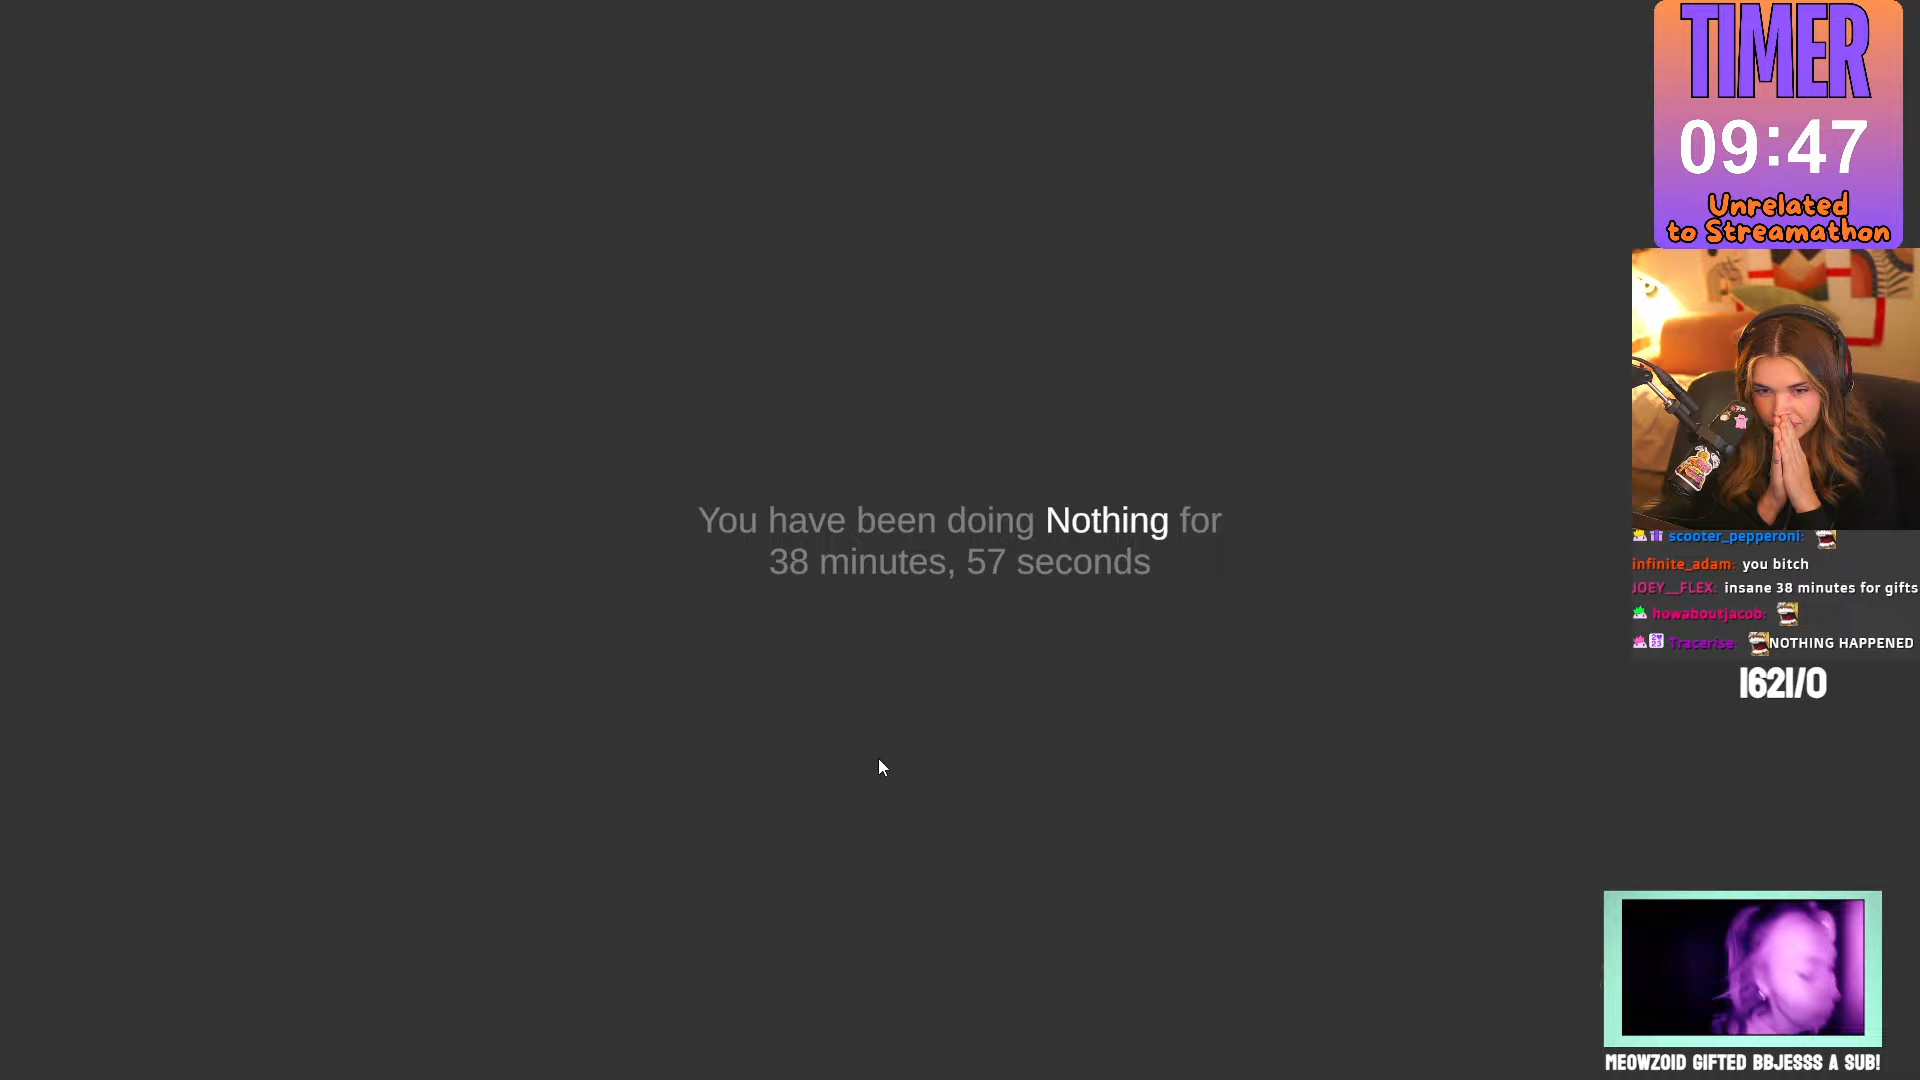 TIMER
09:47
Unrelated
to Streamathon
You have been doing Nothing for
38 minutes, 57 seconds
scooter_pepperoni:
infinite_adam: you bitch
JOEY__FLEX: insane 38 minutes for gifts
howaboutjacob:
Tracerise: NOTHING HAPPENED
1621/0
MEOWZOID GIFTED BBJESSS A SUB!